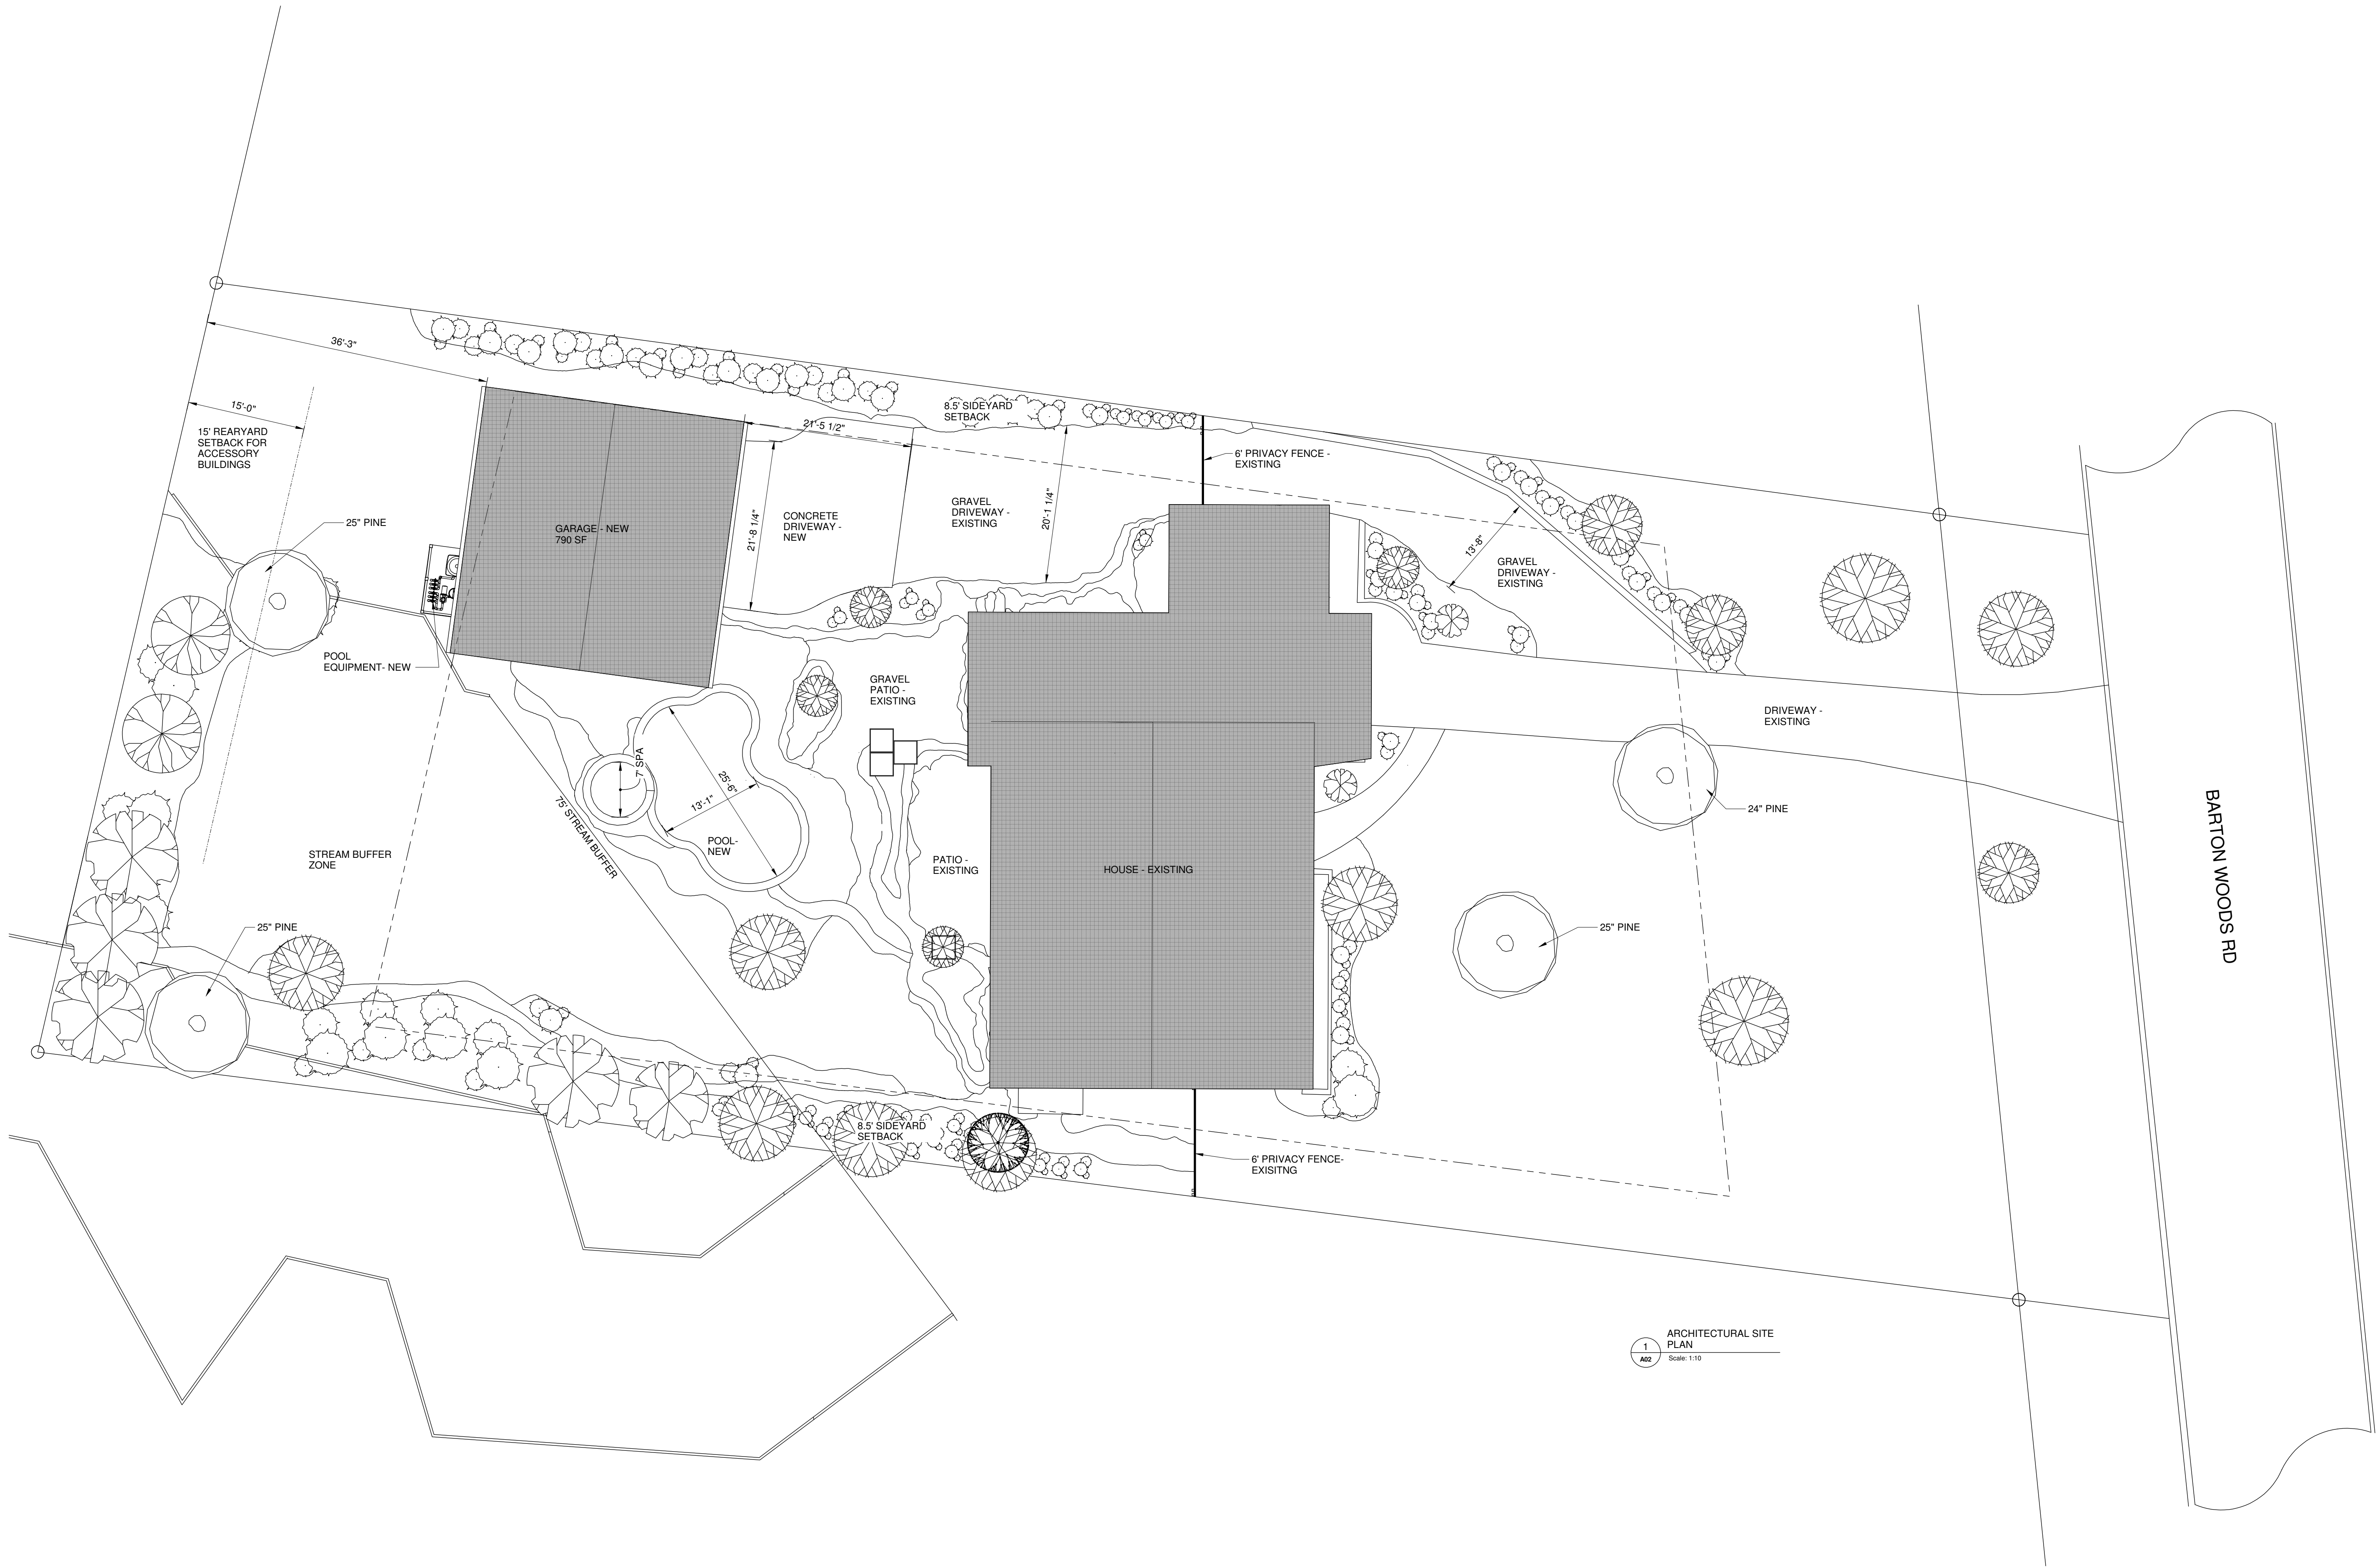 36'-3"
15'-0"
15' REARYARD
SETBACK FOR
ACCESSORY
BUILDINGS
25" PINE
POOL
EQUIPMENT- NEW
GARAGE - NEW
790 SF
21'-5 1/2"
21'-8 1/4"
CONCRETE
DRIVEWAY -
NEW
8.5' SIDEYARD
SETBACK
GRAVEL
DRIVEWAY -
EXISTING
20'-1 1/4"
6' PRIVACY FENCE -
EXISTING
13'-8"
GRAVEL
DRIVEWAY -
EXISTING
GRAVEL
PATIO -
EXISTING
DRIVEWAY -
EXISTING
7' SPA
25'-6"
13'-1"
POOL-
NEW
75' STREAM BUFFER
STREAM BUFFER
ZONE
PATIO -
EXISTING
HOUSE - EXISTING
24" PINE
25" PINE
25" PINE
BARTON WOODS RD
8.5' SIDEYARD
SETBACK
6' PRIVACY FENCE-
EXISITNG
1
A02
ARCHITECTURAL SITE
PLAN
Scale: 1:10